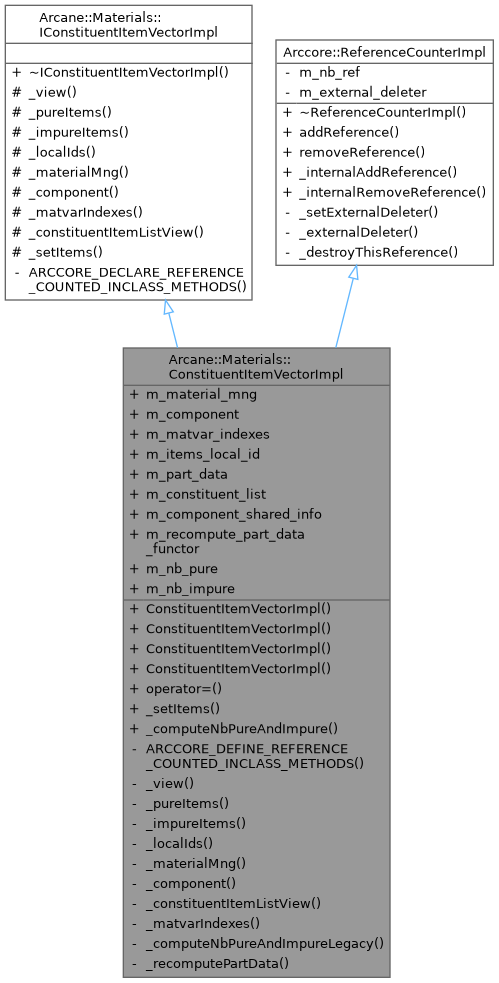 Arcane::Materials::
IConstituentItemVectorImpl
+ ~IConstituentItemVectorImpl()
# _view()
# _pureItems()
# _impureItems()
# _localIds()
# _materialMng()
# _component()
# _matvarIndexes()
# _constituentItemListView()
# _setItems()
- ARCCORE_DECLARE_REFERENCE
_COUNTED_INCLASS_METHODS()
Arccore::ReferenceCounterImpl
- m_nb_ref
- m_external_deleter
+ ~ReferenceCounterImpl()
+ addReference()
+ removeReference()
+ _internalAddReference()
+ _internalRemoveReference()
- _setExternalDeleter()
- _externalDeleter()
- _destroyThisReference()
Arcane::Materials::
ConstituentItemVectorImpl
+ m_material_mng
+ m_component
+ m_matvar_indexes
+ m_items_local_id
+ m_part_data
+ m_constituent_list
+ m_component_shared_info
+ m_recompute_part_data
_functor
+ m_nb_pure
+ m_nb_impure
+ ConstituentItemVectorImpl()
+ ConstituentItemVectorImpl()
+ ConstituentItemVectorImpl()
+ ConstituentItemVectorImpl()
+ operator=()
+ _setItems()
+ _computeNbPureAndImpure()
- ARCCORE_DEFINE_REFERENCE
_COUNTED_INCLASS_METHODS()
- _view()
- _pureItems()
- _impureItems()
- _localIds()
- _materialMng()
- _component()
- _constituentItemListView()
- _matvarIndexes()
- _computeNbPureAndImpureLegacy()
- _recomputePartData()